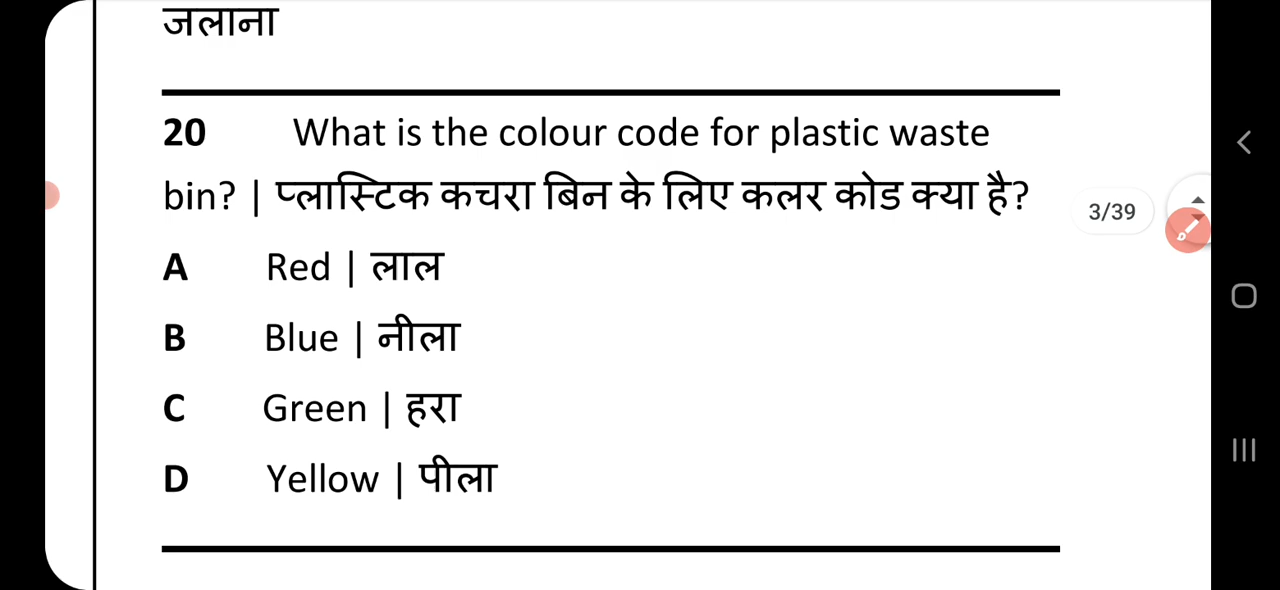 जलाना
20 What is the colour code for plastic waste
bin? | प्लास्टिक कचरा बिन के लिए कलर कोड क्या है?
3/39
A Red | लाल
B Blue | नीला
C Green | हरा
D Yellow | पीला